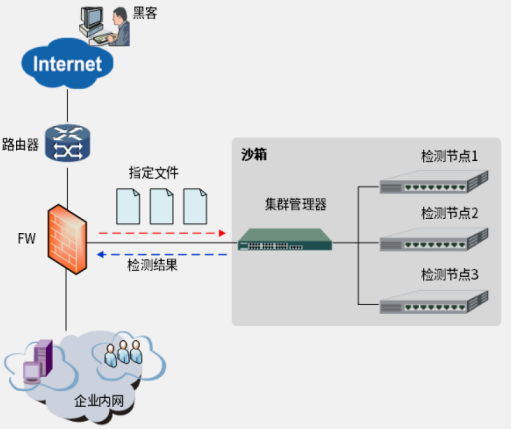 黑客
Internet
路由器
沙箱
检测节点1
指定文件
集群管理器
检测节点2
FW
检测结果
检测节点3
企业内网